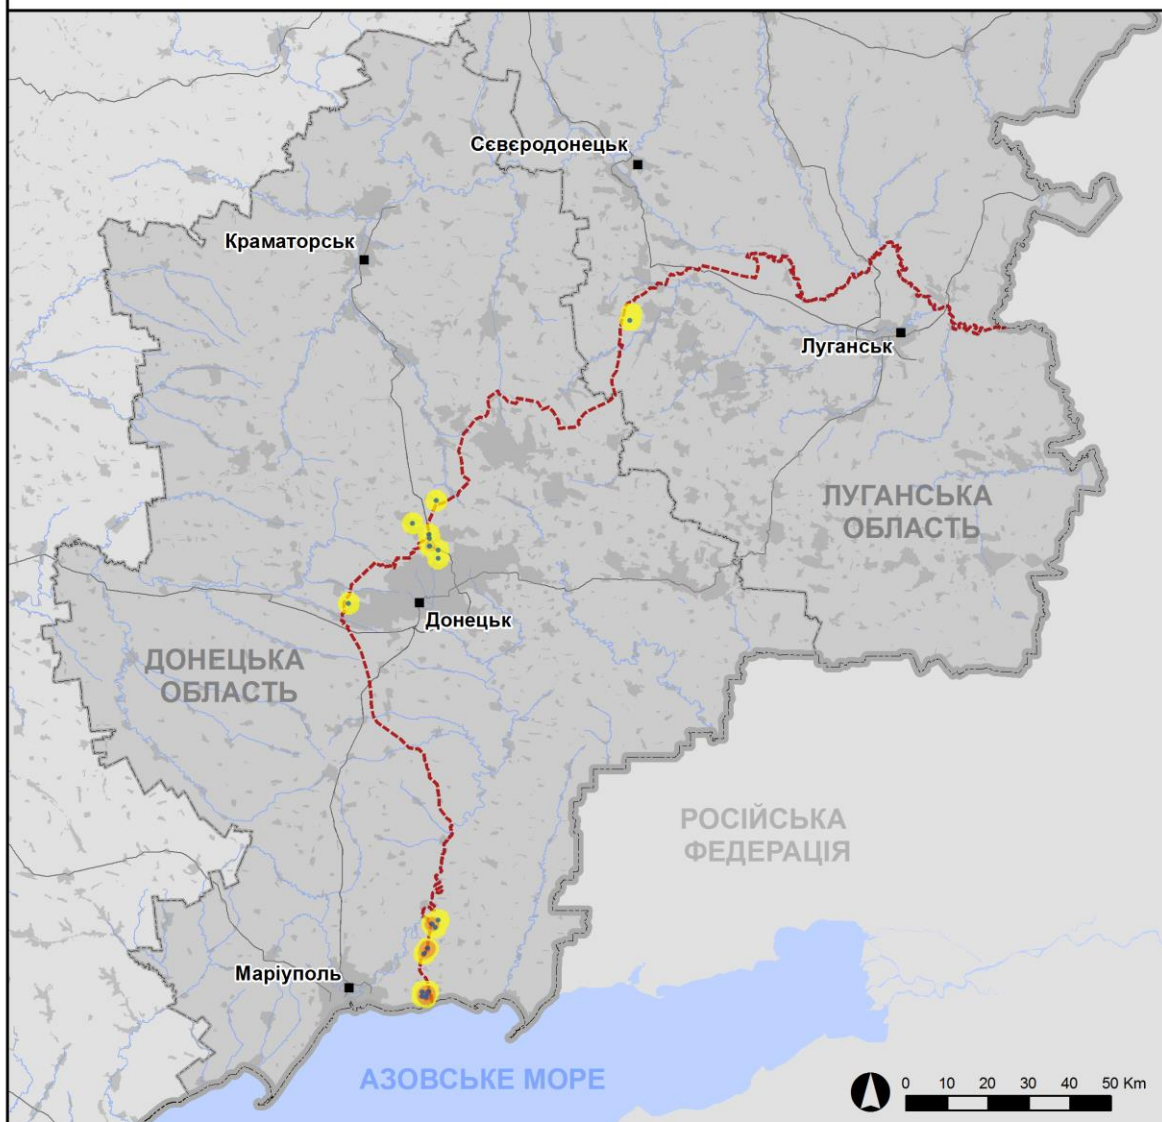 Сєвєродонецьк
Краматорськ
Луганськ
ЛУГАНСЬКА
ОБЛАСТЬ
Донецьк
ДОНЕЦЬКА
ОБЛАСТЬ
РОСІЙСЬКА
ФЕДЕРАЦІЯ
Маріуполь
АЗОВСЬКЕ МОРЕ
0 10 20 30 40 50 Km